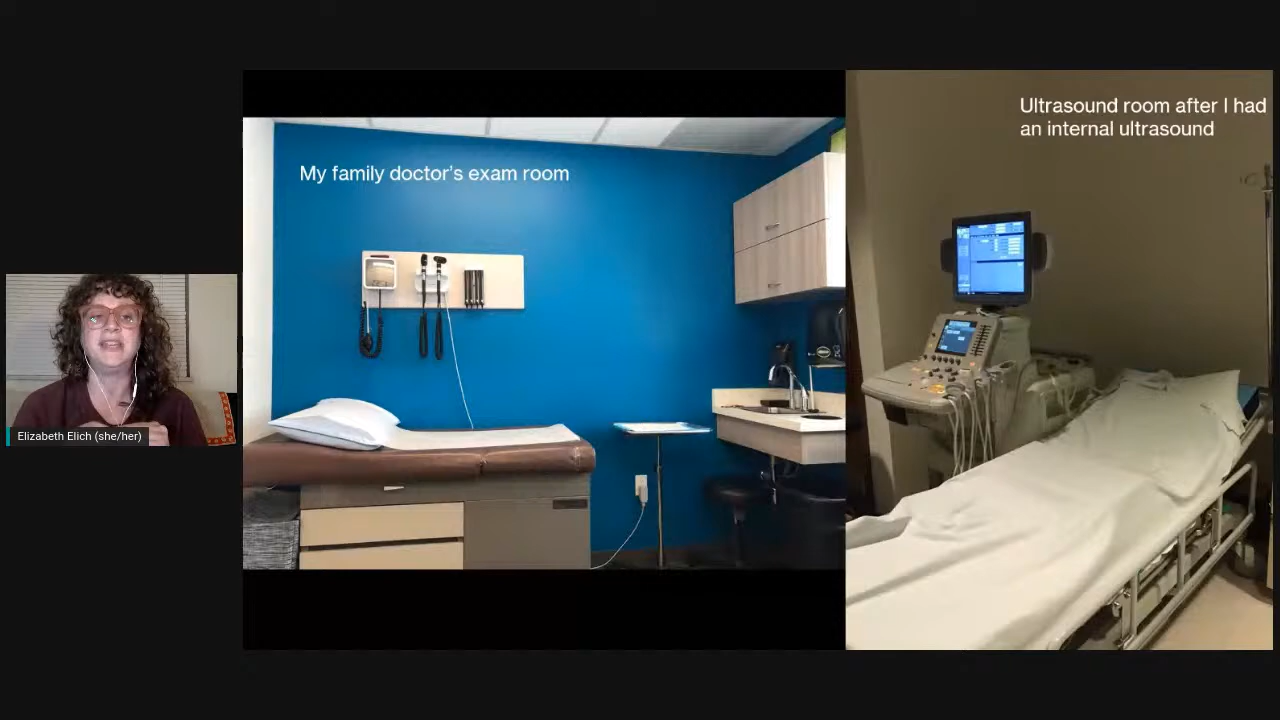 My family doctor's exam room
Ultrasound room after I had
an internal ultrasound
Elizabeth Elich (she/her)